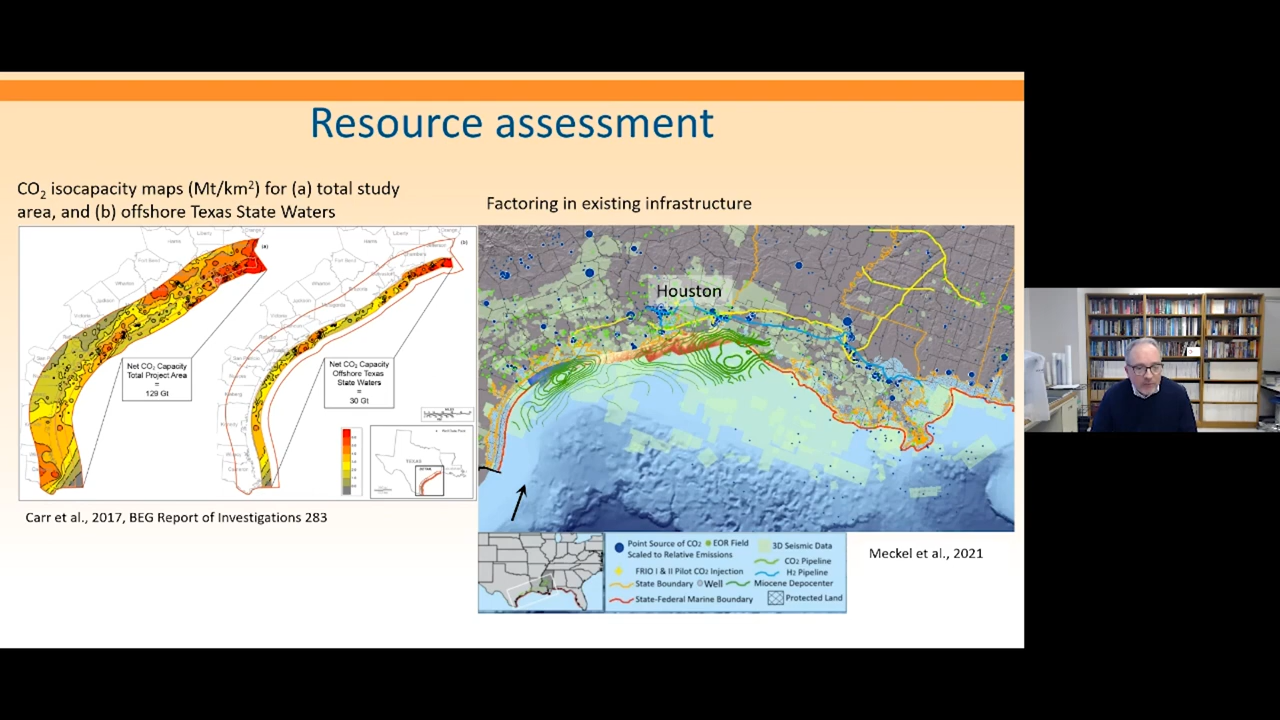 Resource assessment
CO2 isocapacity maps (Mt/km2) for (a) total study
area, and (b) offshore Texas State Waters
Factoring in existing infrastructure
(a)
(b)
Net CO2 Capacity
Total Project Area
=
129 Gt
Net CO2 Capacity
Offshore Texas
State Waters
=
30 Gt
TEXAS
Houston
Carr et al., 2017, BEG Report of Investigations 283
Point Source of CO2
Scaled to Relative Emissions
EOR Field
3D Seismic Data
CO2 Pipeline
FRIO I & II Pilot CO2 Injection
H2 Pipeline
State Boundary
Well
Miocene Depocenter
State-Federal Marine Boundary
Protected Land
Meckel et al., 2021